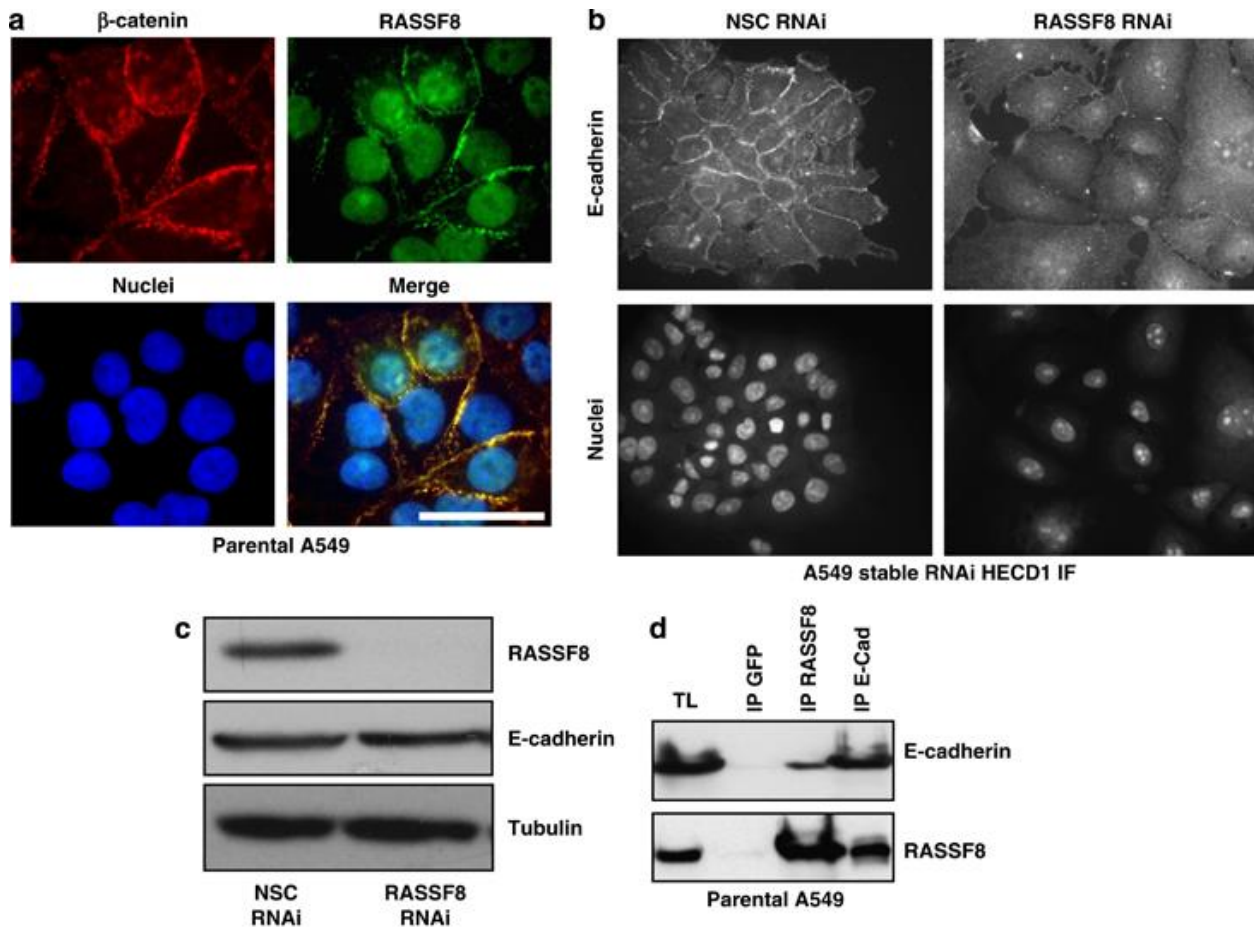 a
β-catenin
RASSF8
Nuclei
Merge
Parental A549
b
NSC RNAi
RASSF8 RNAi
E-cadherin
Nuclei
A549 stable RNAi HECD1 IF
c
RASSF8
E-cadherin
Tubulin
NSC
RNAi
RASSF8
RNAi
d
TL
IP GFP
IP RASSF8
IP E-Cad
E-cadherin
RASSF8
Parental A549